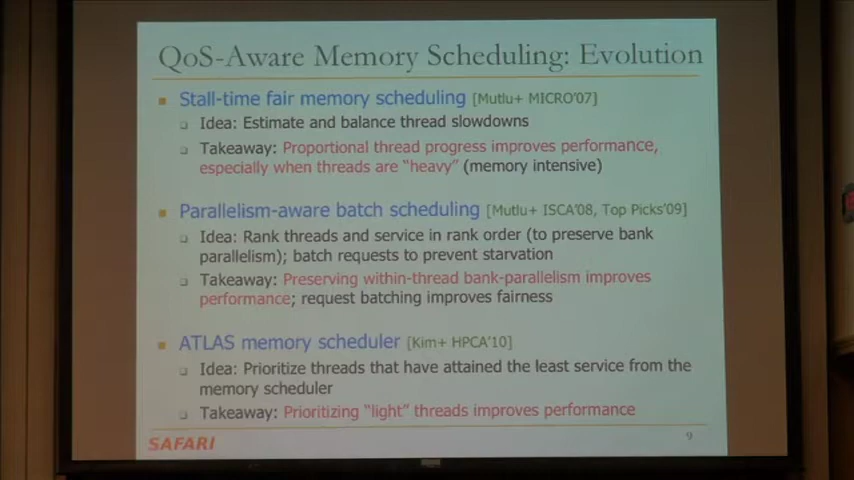 QoS-Aware Memory Scheduling: Evolution
Stall-time fair memory scheduling [Mutlu+ MICRO'07]
Idea: Estimate and balance thread slowdowns
Takeaway: Proportional thread progress improves performance,
especially when threads are "heavy" (memory intensive)
Parallelism-aware batch scheduling [Mutlu+ ISCA'08, Top Picks'09]
Idea: Rank threads and service in rank order (to preserve bank
parallelism); batch requests to prevent starvation
Takeaway: Preserving within-thread bank-parallelism improves
performance; request batching improves fairness
ATLAS memory scheduler [Kim+ HPCA'10]
Idea: Prioritize threads that have attained the least service from the
memory scheduler
Takeaway: Prioritizing "light" threads improves performance
SAFARI
9